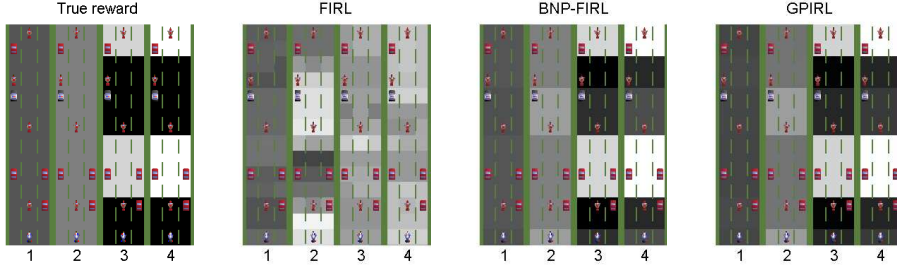 True reward FIRL BNP-FIRL GPIRL
1 2 3 4 1 2 3 4 1 2 3 4 1 2 3 4